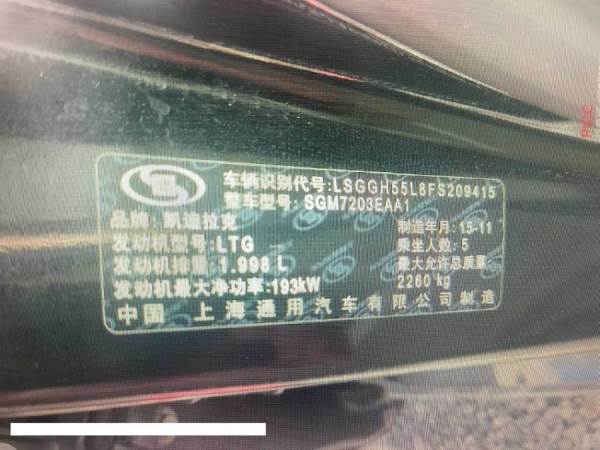 车辆识别代号:LSGGH55L8FS209415
整车型号: SGM7203EAA1
品牌: 凯迪拉克
制造年月:15-11
发动机型号:LTG
乘坐人数:5
发动机排量:1.998 L
最大允许总质量
2260 kg
发动机最大净功率:193kW
中国 上海通用汽车有限公司制造